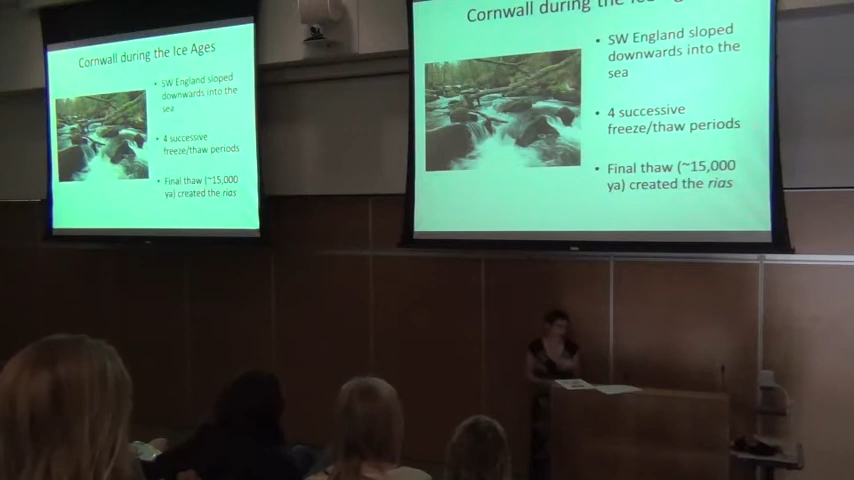 Cornwall during the Ice Ages
• SW England sloped
downwards into the
sea
• 4 successive
freeze/thaw periods
• Final thaw (~15,000
ya) created the rias
Cornwall during the Ice Ag
• SW England sloped
downwards into the
sea
• 4 successive
freeze/thaw periods
• Final thaw (~15,000
ya) created the rias